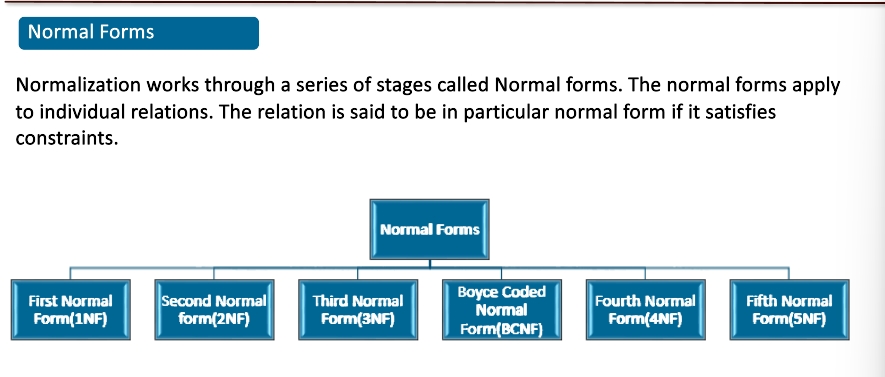 Normal Forms
Normalization works through a series of stages called Normal forms. The normal forms apply
to individual relations. The relation is said to be in particular normal form if it satisfies
constraints.
Normal Forms
First Normal
Form(1NF)
Second Normal
form(2NF)
Third Normal
Form(3NF)
Boyce Coded
Normal
Form(BCNF)
Fourth Normal
Form(4NF)
Fifth Normal
Form(5NF)